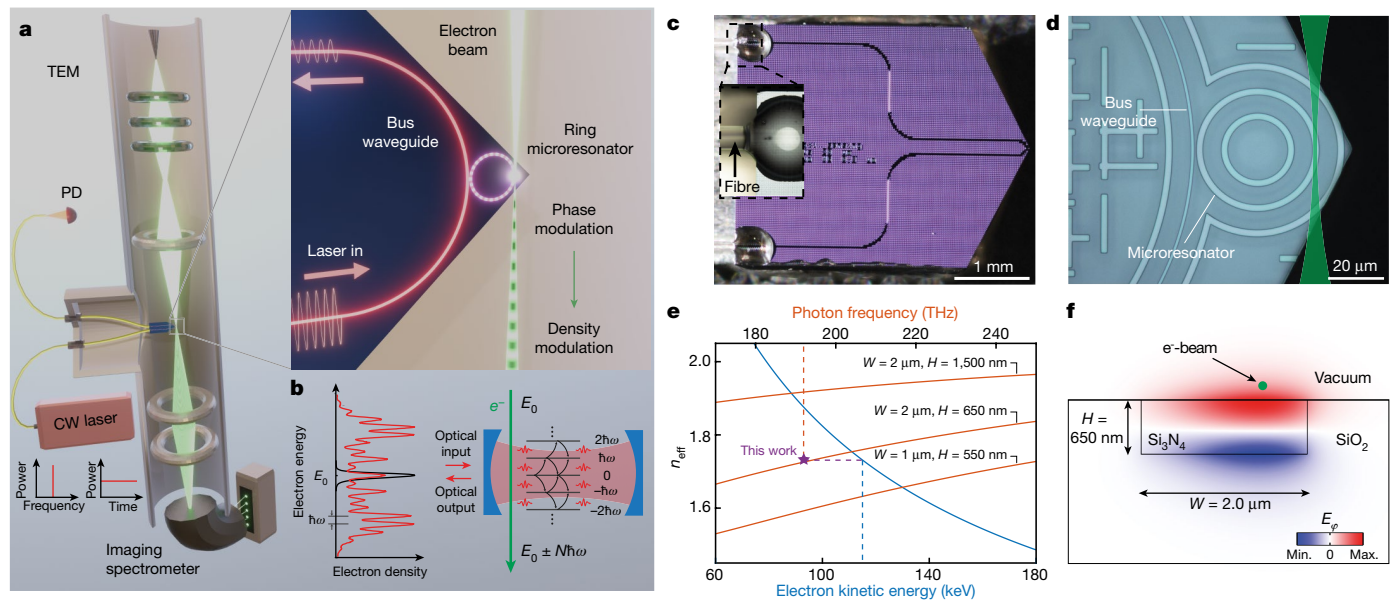 a
TEM
PD
CW laser
Power
Frequency
Power
Time
Imaging
spectrometer
Electron
beam
Bus
waveguide
Ring
microresonator
Phase
modulation
Laser in
Density
modulation
b
Electron energy
E0
ħω
Electron density
e−
E0
Optical
input
Optical
output
2ħω
ħω
0
−ħω
−2ħω
E0 ± Nħω
c
Fibre
1 mm
d
Bus
waveguide
Microresonator
20 μm
e
Photon frequency (THz)
180 200 220 240
2.0
1.8
1.6
neff
W = 2 μm, H = 1,500 nm
W = 2 μm, H = 650 nm
This work
W = 1 μm, H = 550 nm
60 100 140 180
Electron kinetic energy (keV)
f
e−-beam
Vacuum
H =
650 nm
Si3N4
SiO2
W = 2.0 μm
Eφ
Min. 0 Max.